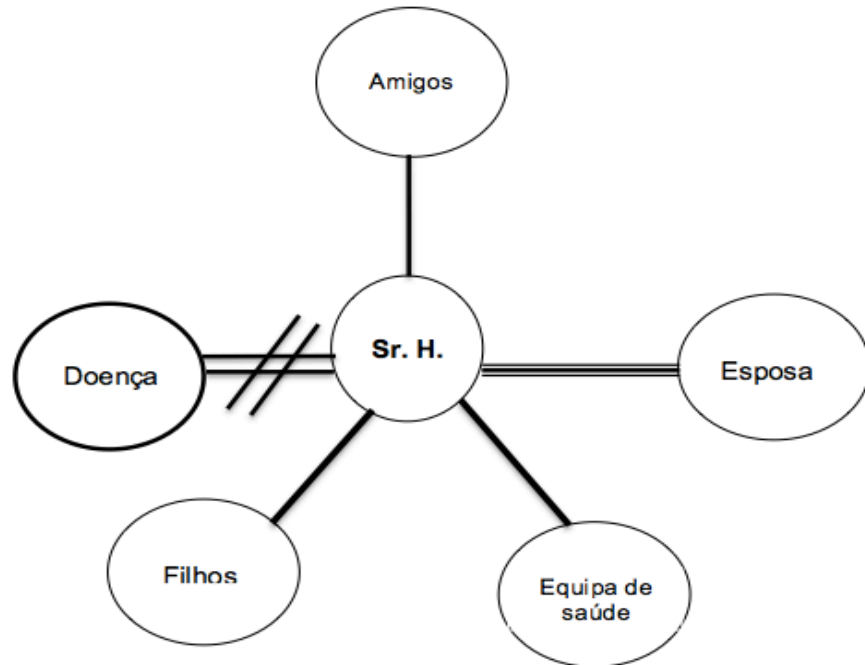 Amigos
Sr. H.
Doença
Esposa
Filhos
Equipa de
saúde